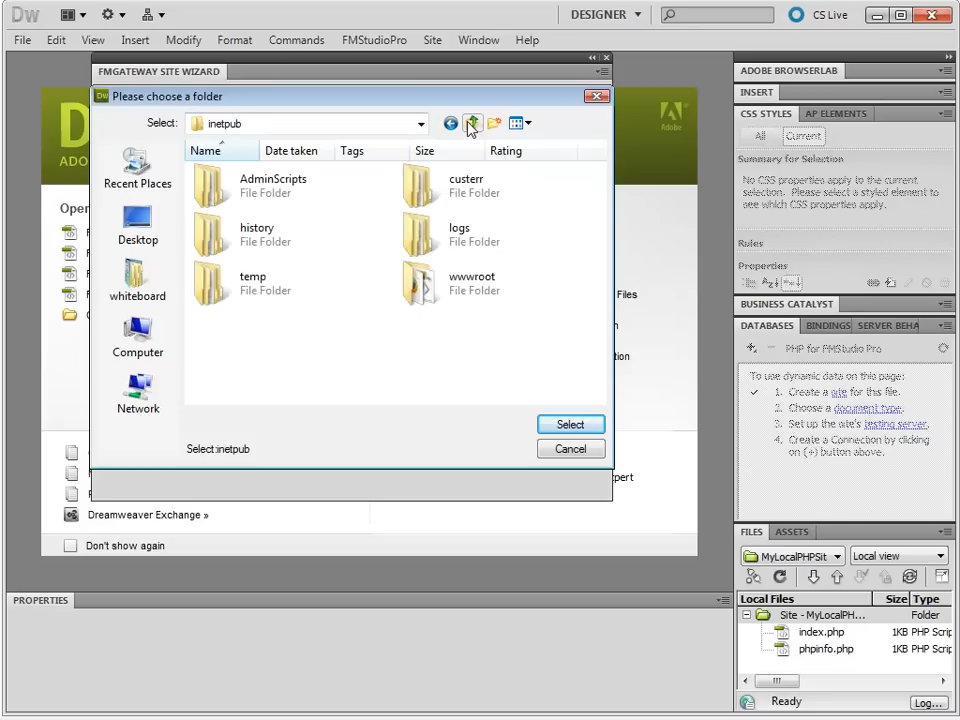 Dw
DESIGNER
CS Live
File Edit View Insert Modify Format Commands FMStudioPro Site Window Help
FMGATEWAY SITE WIZARD
Please choose a folder
Select: inetpub
Name Date taken Tags Size Rating
Recent Places
Desktop
whiteboard
Computer
Network
AdminScripts
File Folder
custerr
File Folder
history
File Folder
logs
File Folder
temp
File Folder
wwwroot
File Folder
Select
Select:inetpub
Cancel
D
ADO
Adobe
Ope
Files
Dreamweaver Exchange »
Don't show again
PROPERTIES
ADOBE BROWSERLAB
INSERT
CSS STYLES AP ELEMENTS
All Current
Summary for Selection
No CSS properties apply to the current
selection. Please select a styled element to
see which CSS properties apply.
Rules
Properties
BUSINESS CATALYST
DATABASES BINDINGS SERVER BEHA
PHP for FMStudio Pro
To use dynamic data on this page:
1. Create a site for this file.
2. Choose a document type.
3. Set up the site's testing server.
4. Create a Connection by clicking
on (+) button above.
FILES ASSETS
MyLocalPHPSit Local view
Local Files Size Type
Site - MyLocalPH... Folder
index.php 1KB PHP Scrip
phpinfo.php 1KB PHP Scrip
Ready Log...